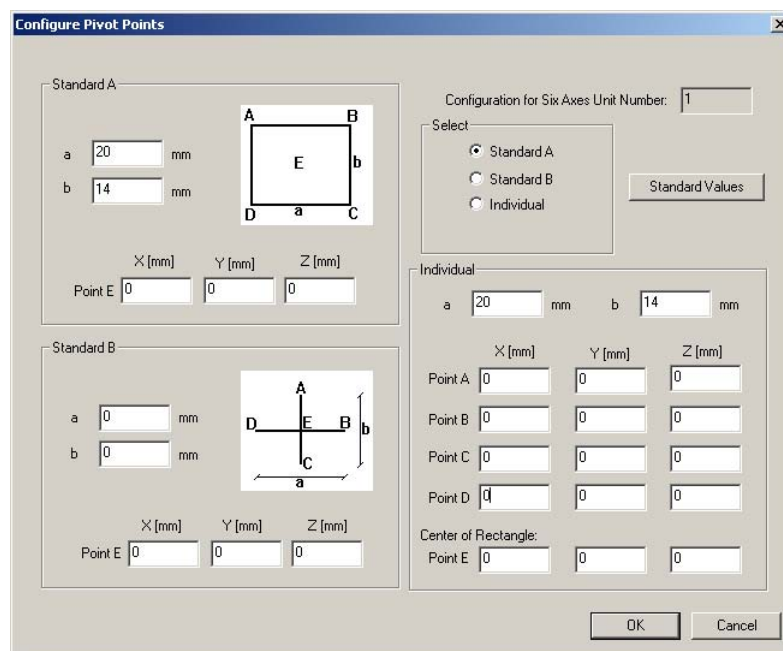 Configure Pivot Points
Standard A
a 20 mm
b 14 mm
A B
E b
D a C
X [mm] Y [mm] Z [mm]
Point E 0 0 0
Standard B
a 0 mm
b 0 mm
A
D E B b
C
a
X [mm] Y [mm] Z [mm]
Point E 0 0 0
Configuration for Six Axes Unit Number: 1
Select
Standard A
Standard B
Individual
Standard Values
Individual
a 20 mm b 14 mm
X [mm] Y [mm] Z [mm]
Point A 0 0 0
Point B 0 0 0
Point C 0 0 0
Point D 0 0 0
Center of Rectangle:
Point E 0 0 0
OK Cancel